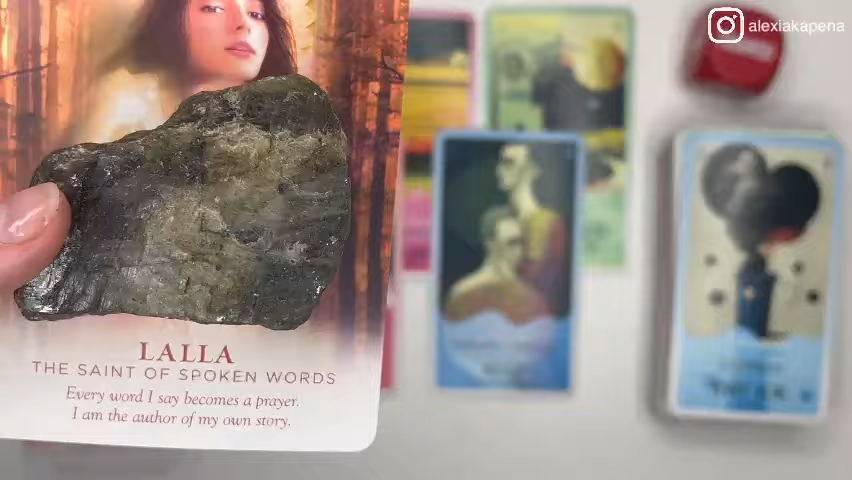 alexiakapena
LALLA
THE SAINT OF SPOKEN WORDS
Every word I say becomes a prayer.
I am the author of my own story.